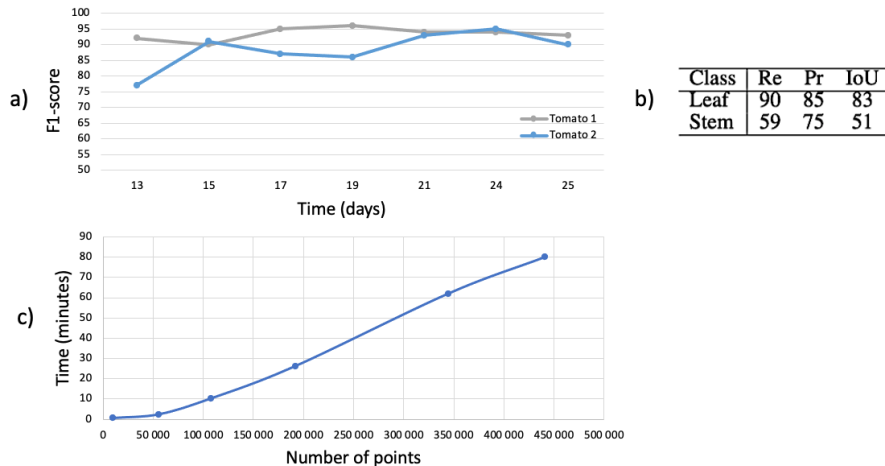 a)
F1-score
100
95
90
85
80
75
70
65
60
55
50
Tomato 1
Tomato 2
13 15 17 19 21 24 25
Time (days)
b)
Class Re Pr IoU
Leaf 90 85 83
Stem 59 75 51
c)
Time (minutes)
90
80
70
60
50
40
30
20
10
0
0 50 000 100 000 150 000 200 000 250 000 300 000 350 000 400 000 450 000 500 000
Number of points